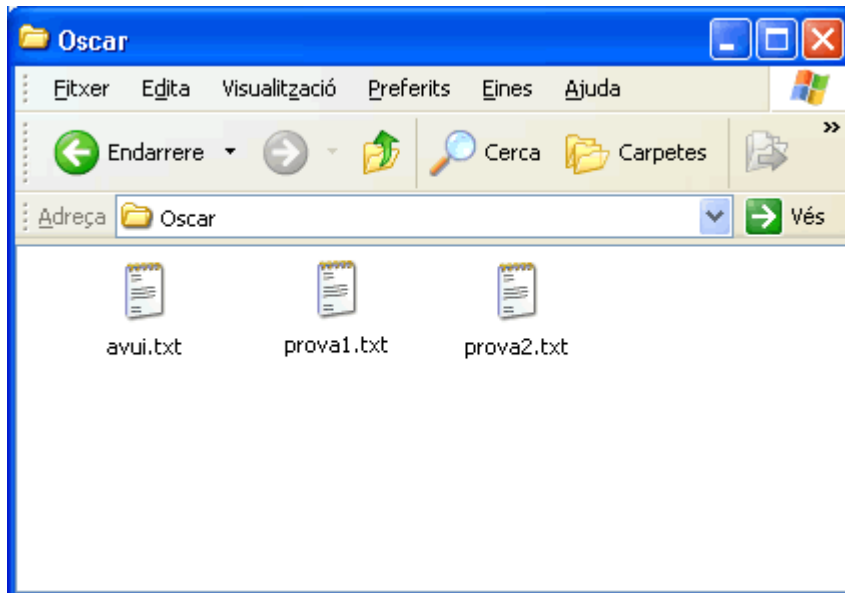 Oscar
Fitxer Edita Visualització Preferits Eines Ajuda
Endarrere Cerca Carpetes »
Adreça Oscar Vés
avui.txt prova1.txt prova2.txt